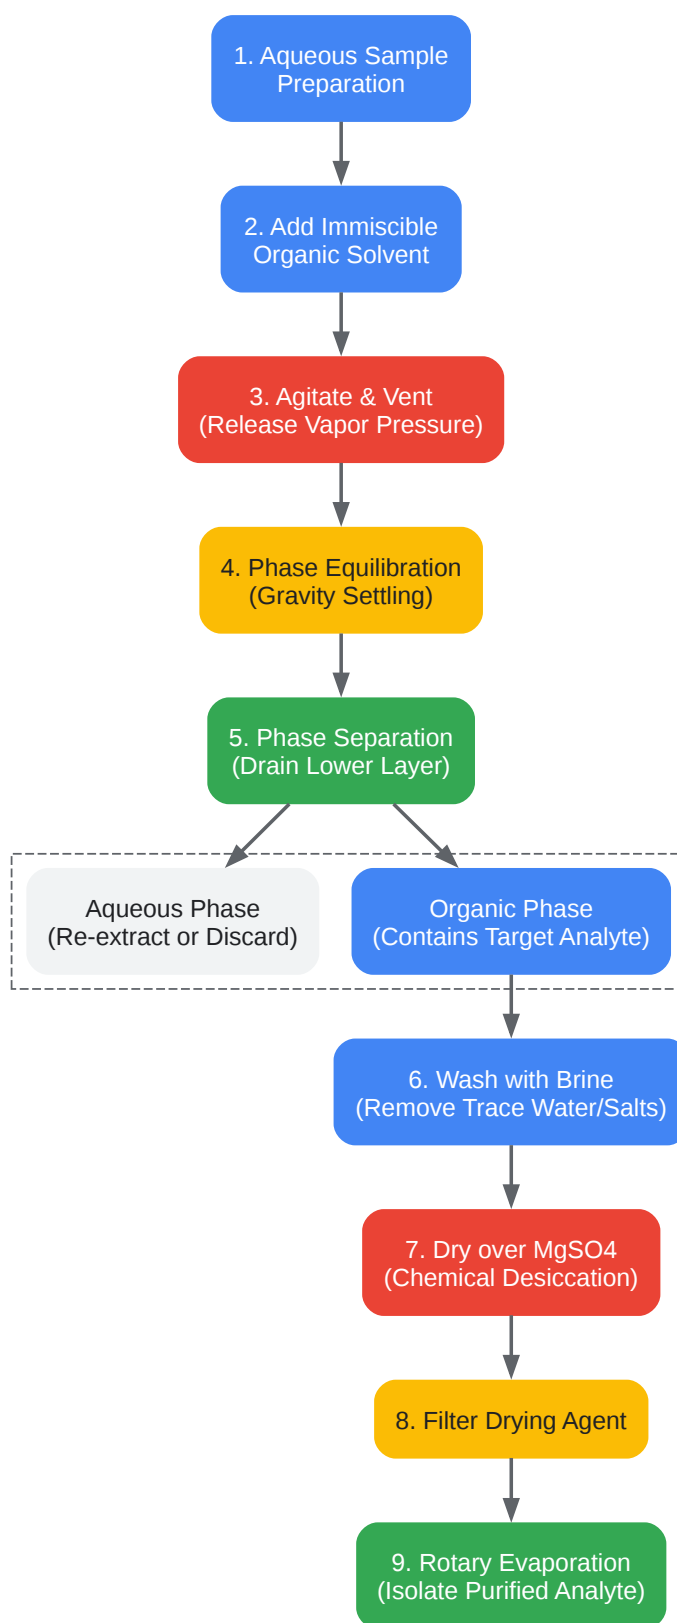 1. Aqueous Sample
Preparation
2. Add Immiscible
Organic Solvent
3. Agitate & Vent
(Release Vapor Pressure)
4. Phase Equilibration
(Gravity Settling)
5. Phase Separation
(Drain Lower Layer)
Aqueous Phase
(Re-extract or Discard)
Organic Phase
(Contains Target Analyte)
6. Wash with Brine
(Remove Trace Water/Salts)
7. Dry over MgSO4
(Chemical Desiccation)
8. Filter Drying Agent
9. Rotary Evaporation
(Isolate Purified Analyte)